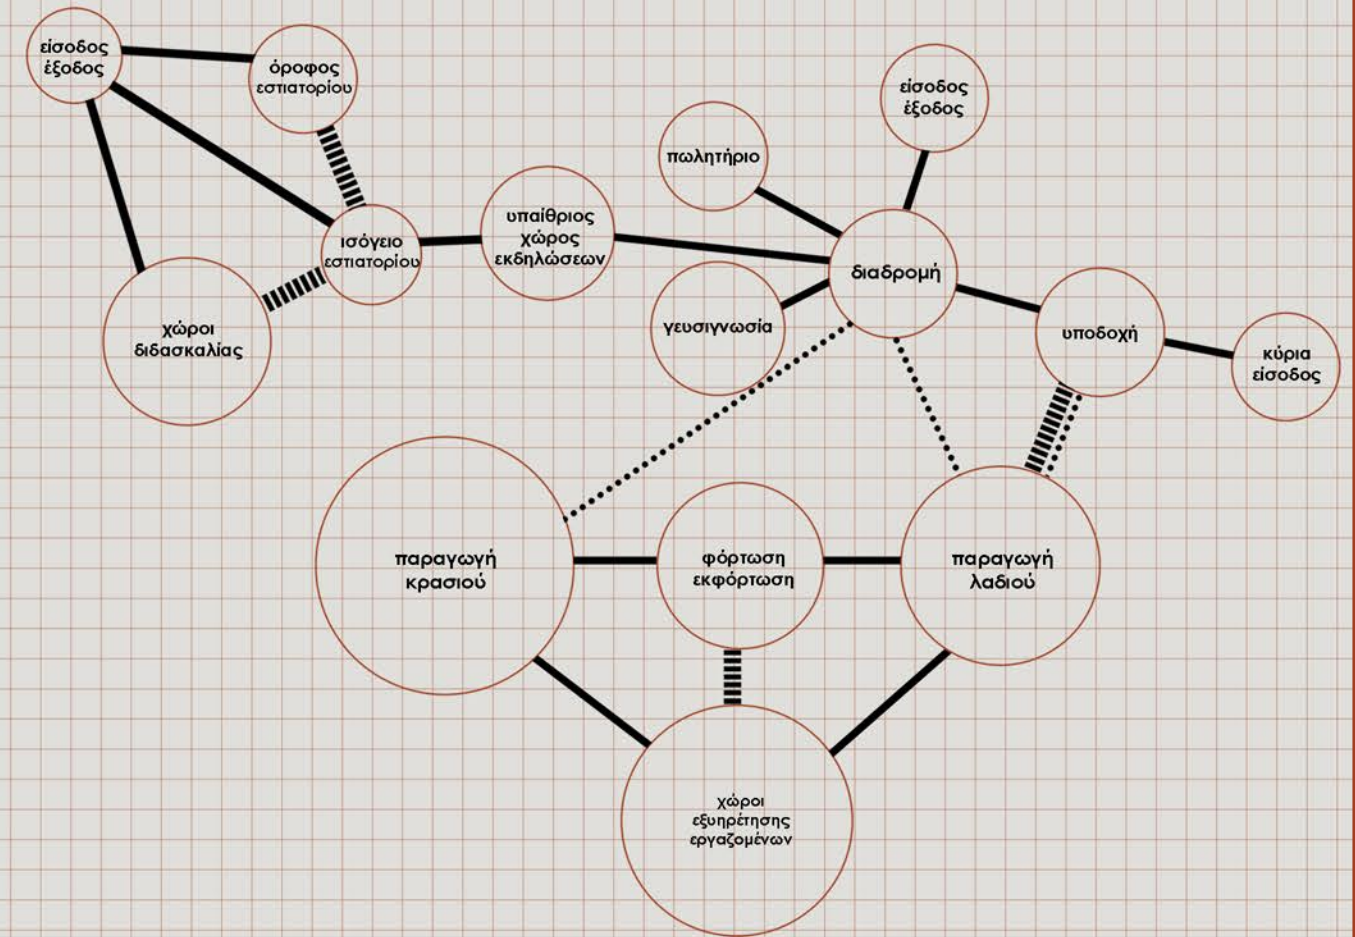 είσοδος
έξοδος
όροφος
εστιατορίου
είσοδος
έξοδος
πωλητήριο
υπαίθριος
χώρος
εκδηλώσεων
ισόγειο
εστιατορίου
διαδρομή
χώροι
διδασκαλίας
γευσιγνωσία
υποδοχή
κύρια
είσοδος
παραγωγή
κρασιού
φόρτωση
εκφόρτωση
παραγωγή
λαδιού
χώροι
εξυηρέτησης
εργαζομένων